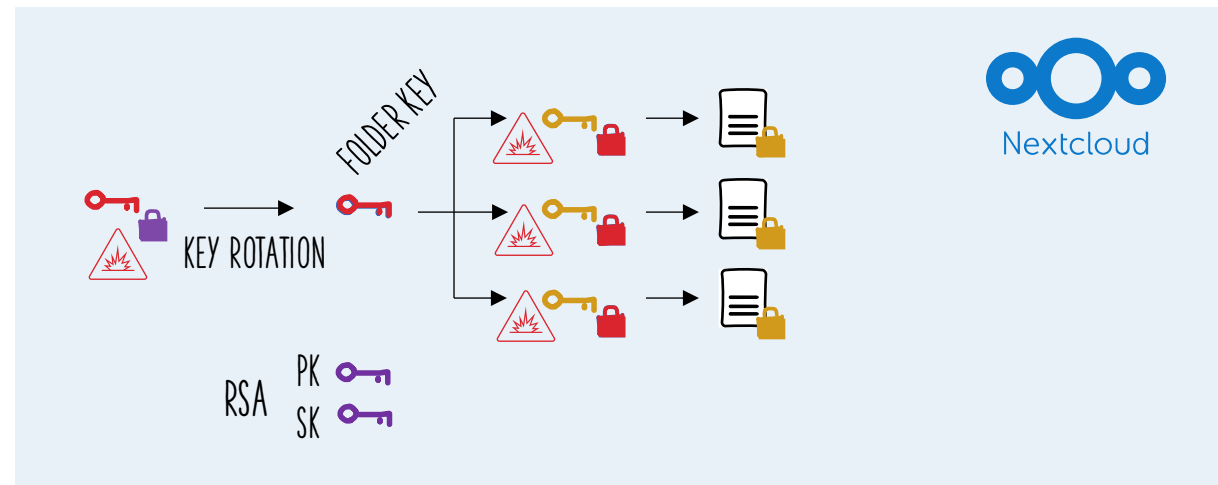 FOLDER KEY
Nextcloud
KEY ROTATION
RSA
PK
SK